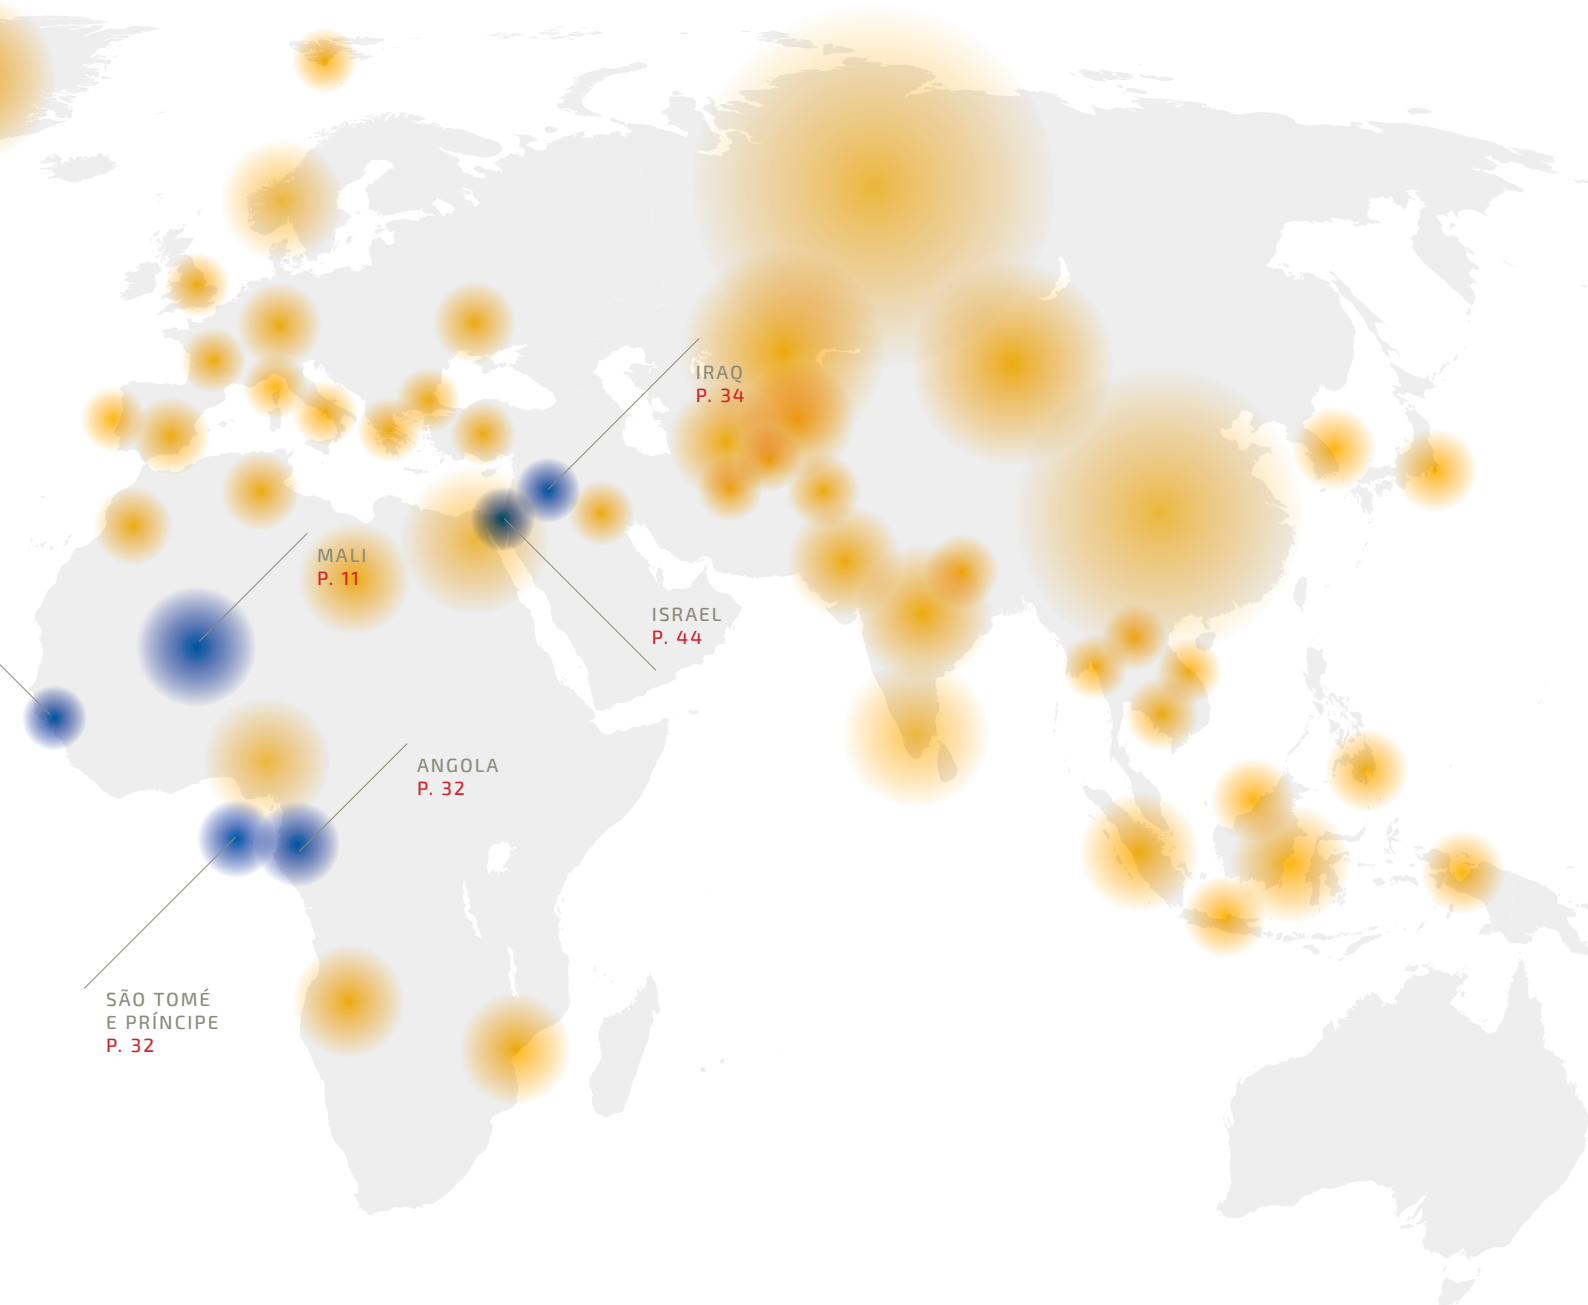 IRAQ
P. 34
MALI
P. 11
ISRAEL
P. 44
ANGOLA
P. 32
SÃO TOMÉ
E PRÍNCIPE
P. 32